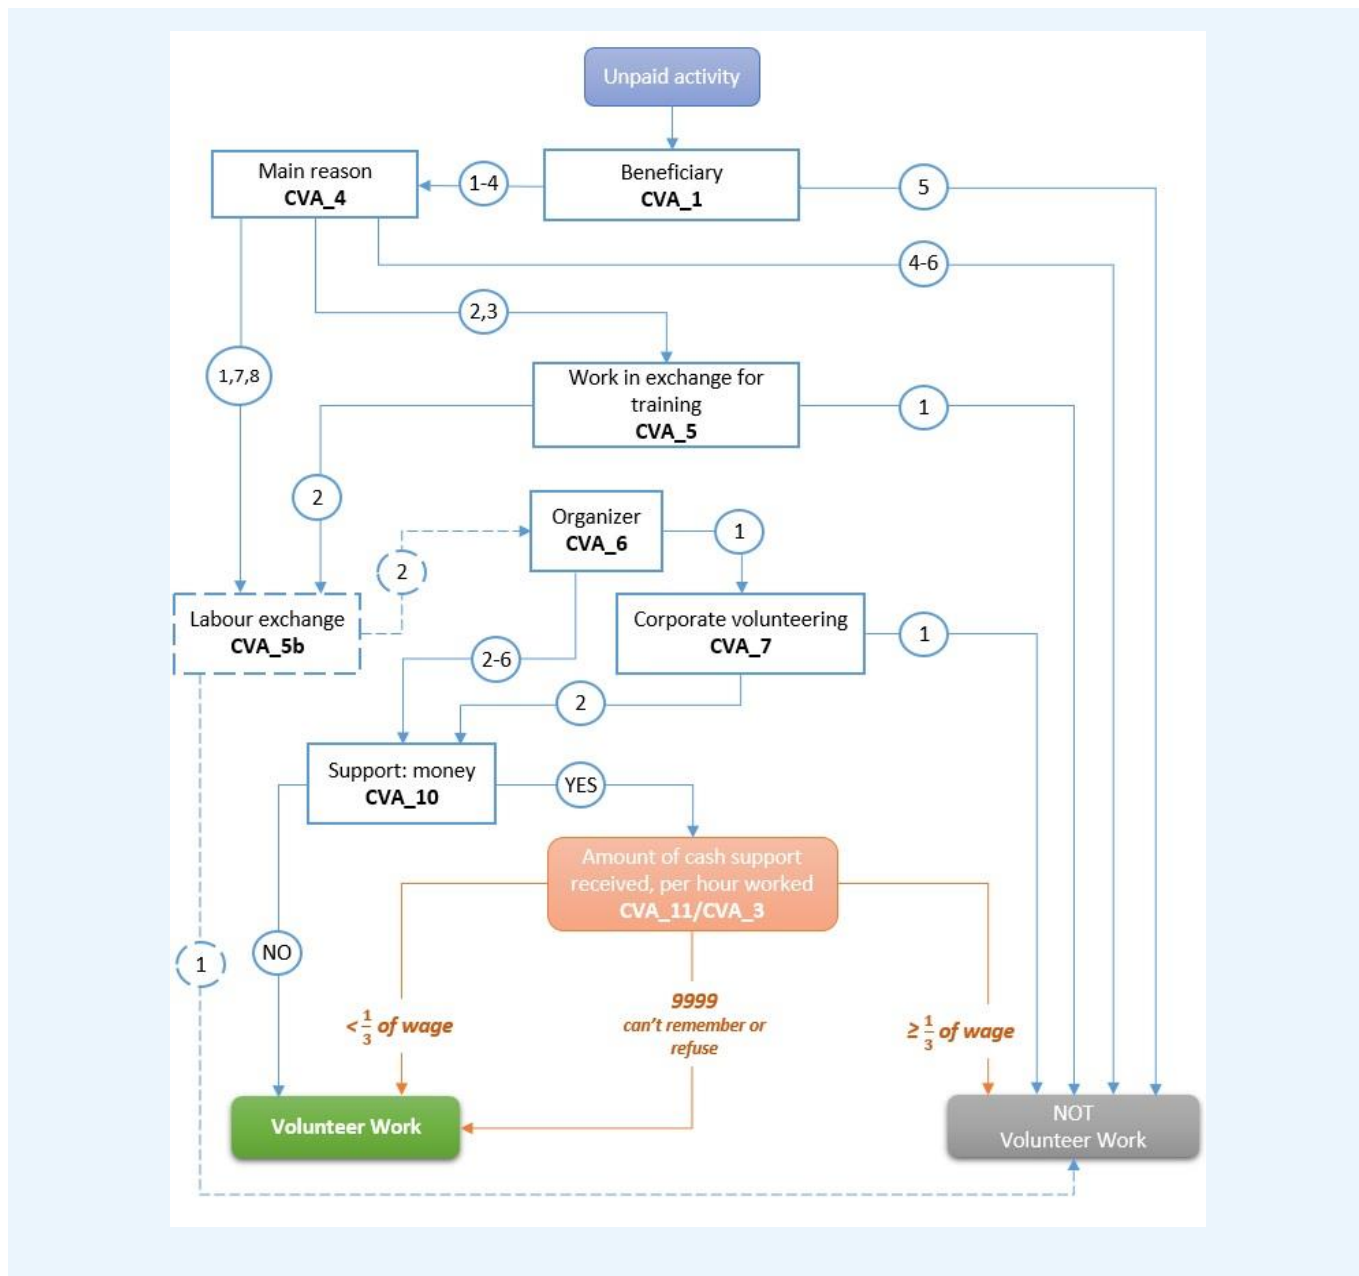 Unpaid activity
Main reason
CVA_4
1-4
Beneficiary
CVA_1
5
4-6
2,3
1,7,8
Work in exchange for
training
CVA_5
1
2
Organizer
CVA_6
1
2
Labour exchange
CVA_5b
Corporate volunteering
CVA_7
1
2-6
2
Support: money
CVA_10
YES
Amount of cash support
received, per hour worked
CVA_11/CVA_3
NO
1
< 1/3 of wage
9999
can't remember or
refuse
≥ 1/3 of wage
Volunteer Work
NOT
Volunteer Work